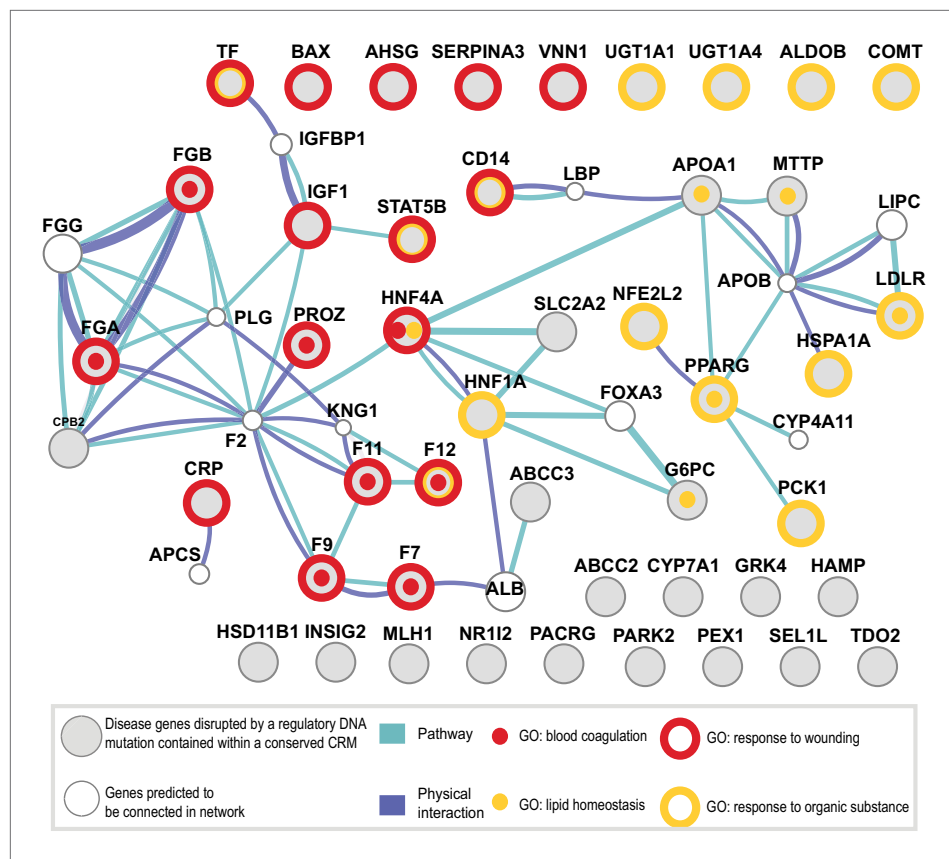 TF BAX AHSG SERPINA3 VNN1 UGT1A1 UGT1A4 ALDOB COMT
IGFBP1
FGB CD14 LBP APOA1 MTTP
IGF1
STAT5B LIPC
FGG
APOB LDLR
HNF4A SLC2A2 NFE2L2
PLG PROZ
FGA HSPA1A
PPARG
HNF1A
FOXA3
CPB2 F2 KNG1 CYP4A11
F11 F12
CRP ABCC3 G6PC PCK1
F9 F7
APCS
ALB ABCC2 CYP7A1 GRK4 HAMP
HSD11B1 INSIG2 MLH1 NR1I2 PACRG PARK2 PEX1 SEL1L TDO2
Disease genes disrupted by a regulatory DNA
mutation contained within a conserved CRM
Pathway
GO: blood coagulation
GO: response to wounding
Genes predicted to
be connected in network
Physical
interaction
GO: lipid homeostasis
GO: response to organic substance